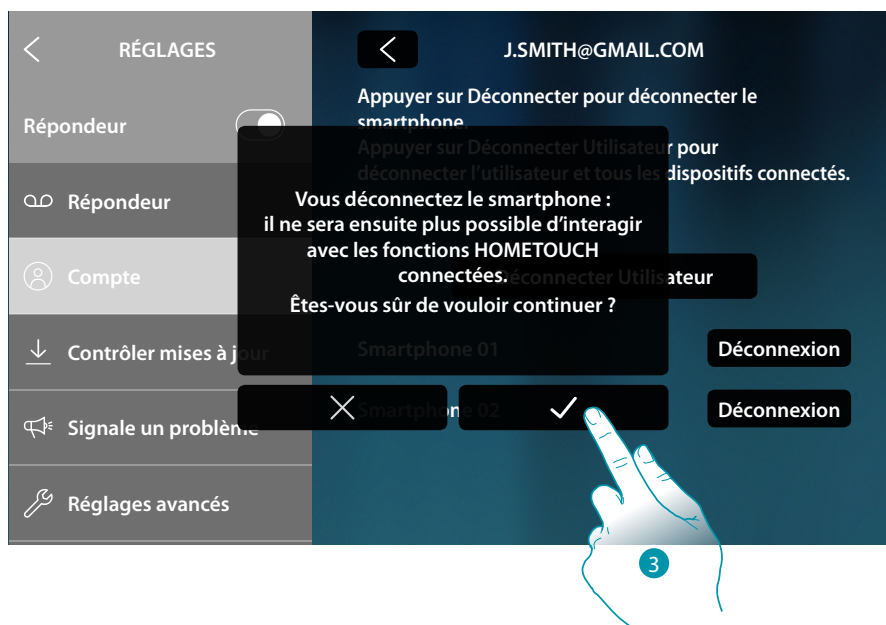 RÉGLAGES
Répondeur
Répondeur
Compte
Contrôler mises à jour
Signale un problème
Réglages avancés
J.SMITH@GMAIL.COM
Appuyer sur Déconnecter pour déconnecter le
smartphone.
Appuyer sur Déconnecter Utilisateur pour
déconnecter l'utilisateur et tous les dispositifs connectés.
Déconnecter Utilisateur
Smartphone 01
Déconnexion
Smartphone 02
Déconnexion
Vous déconnectez le smartphone :
il ne sera ensuite plus possible d'interagir
avec les fonctions HOMETOUCH
connectées.
Êtes-vous sûr de vouloir continuer ?
3